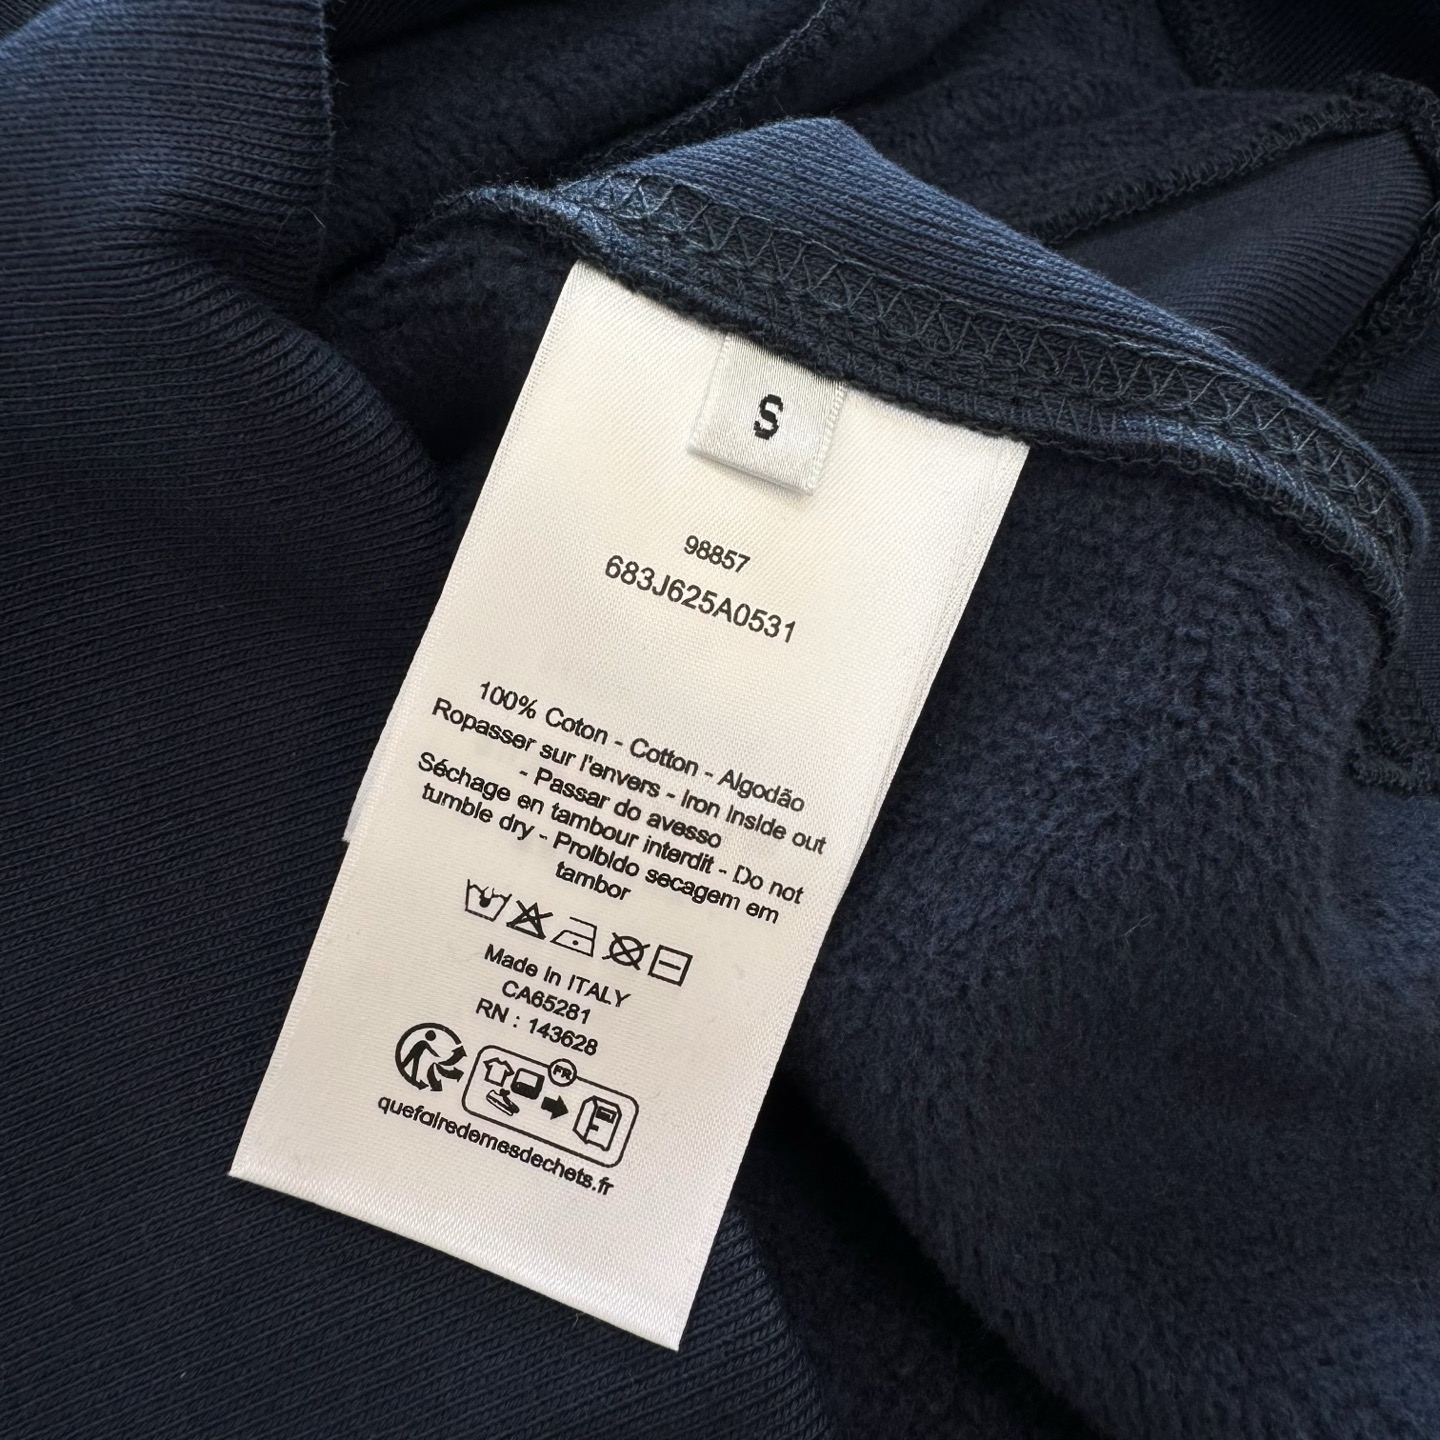 S
98857
683J625A0531
100% Coton - Cotton - Algodão
Ropasser sur l'envers - Iron Inside out
- Passar do avesso
Séchage en tambour interdit - Do not
tumble dry - Proibido secagem em
tambor
Made In ITALY
CA65281
RN : 143628
FR
quefairedemesdechets.fr